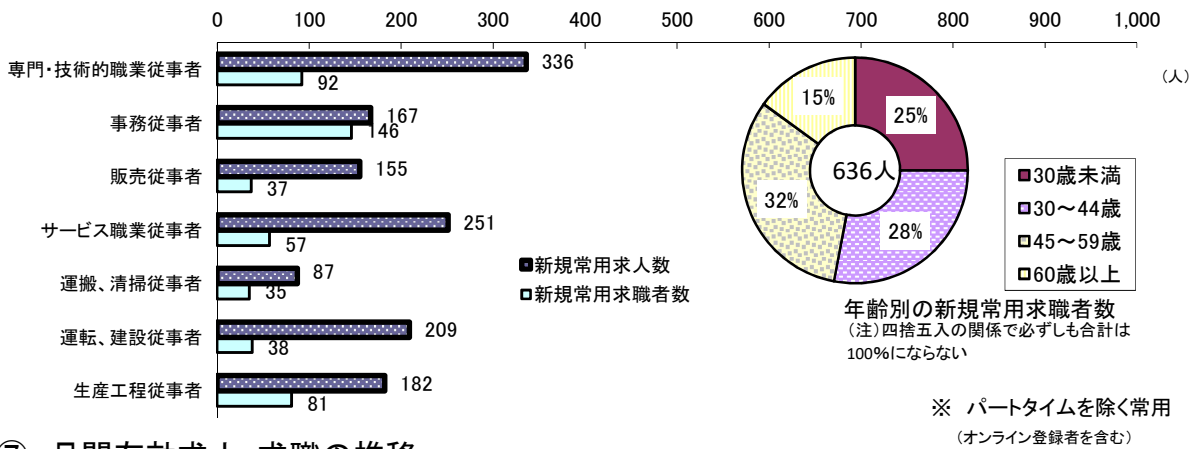 0 100 200 300 400 500 600 700 800 900 1,000
(人)
専門・技術的職業従事者 336
92
事務従事者 167
146
販売従事者 155
37
サービス職業従事者 251
57
運搬、清掃従事者 87
35
運転、建設従事者 209
38
生産工程従事者 182
81
新規常用求人数
新規常用求職者数
15%
25%
636人
32%
28%
30歳未満
30～44歳
45～59歳
60歳以上
年齢別の新規常用求職者数
(注)四捨五入の関係で必ずしも合計は
100%にならない
※ パートタイムを除く常用
(オンライン登録者を含む)